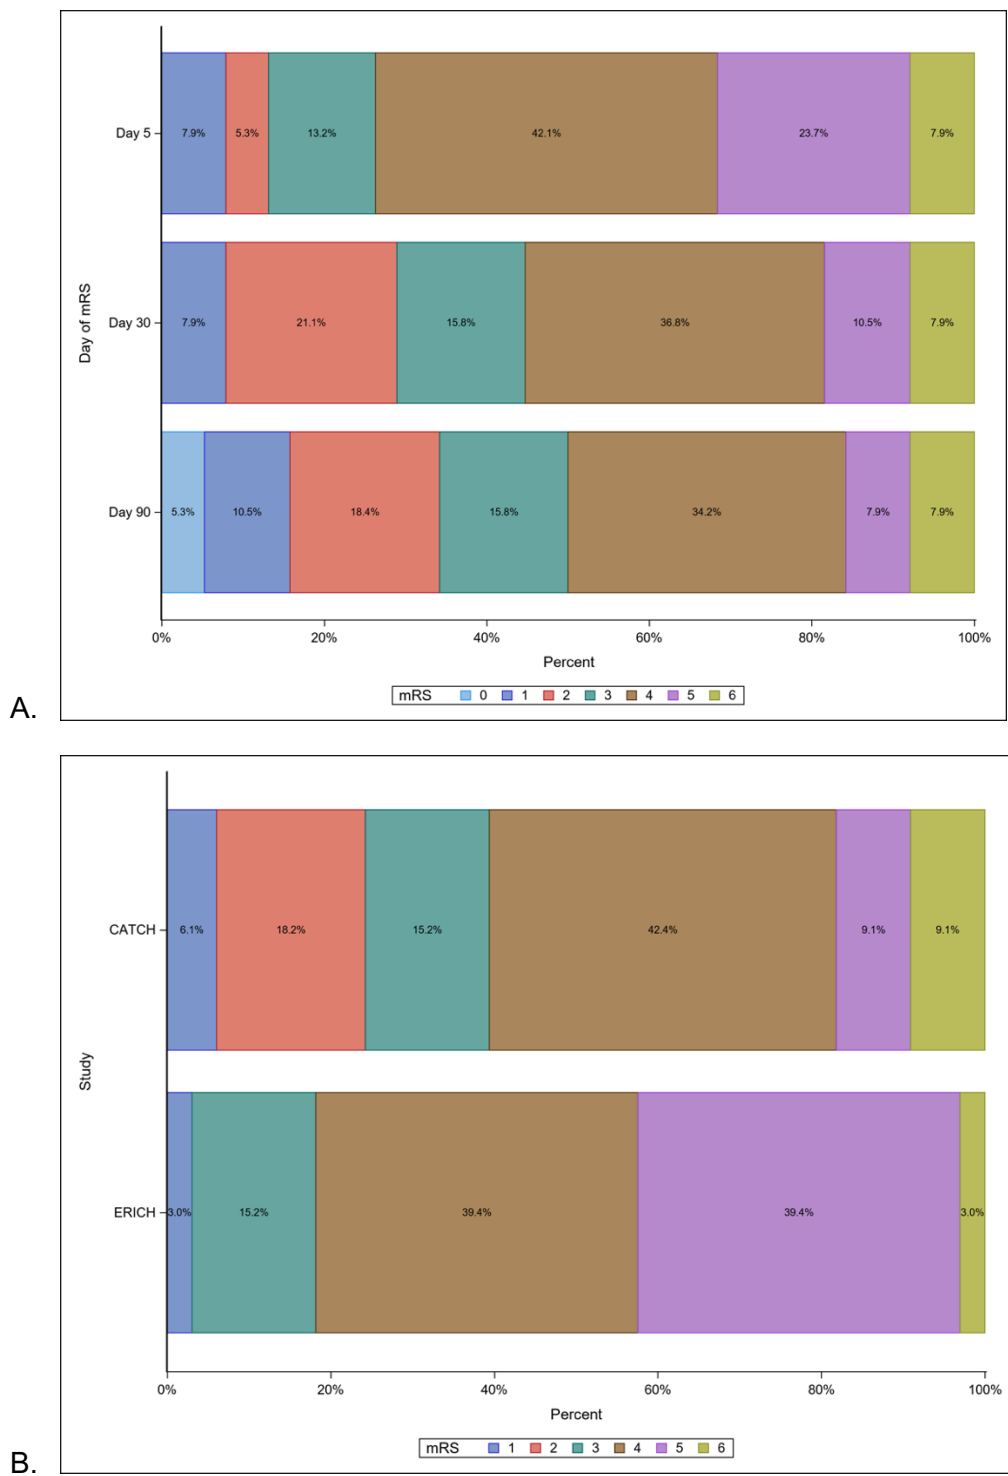 Day 5
7.9% 5.3% 13.2% 42.1% 23.7% 7.9%
Day of mRS
Day 30
7.9% 21.1% 15.8% 36.8% 10.5% 7.9%
Day 90
5.3% 10.5% 18.4% 15.8% 34.2% 7.9% 7.9%
0% 20% 40% 60% 80% 100%
Percent
mRS 0 1 2 3 4 5 6
A.
CATCH
6.1% 18.2% 15.2% 42.4% 9.1% 9.1%
Study
ERICH
3.0% 15.2% 39.4% 39.4% 3.0%
0% 20% 40% 60% 80% 100%
Percent
mRS 1 2 3 4 5 6
B.